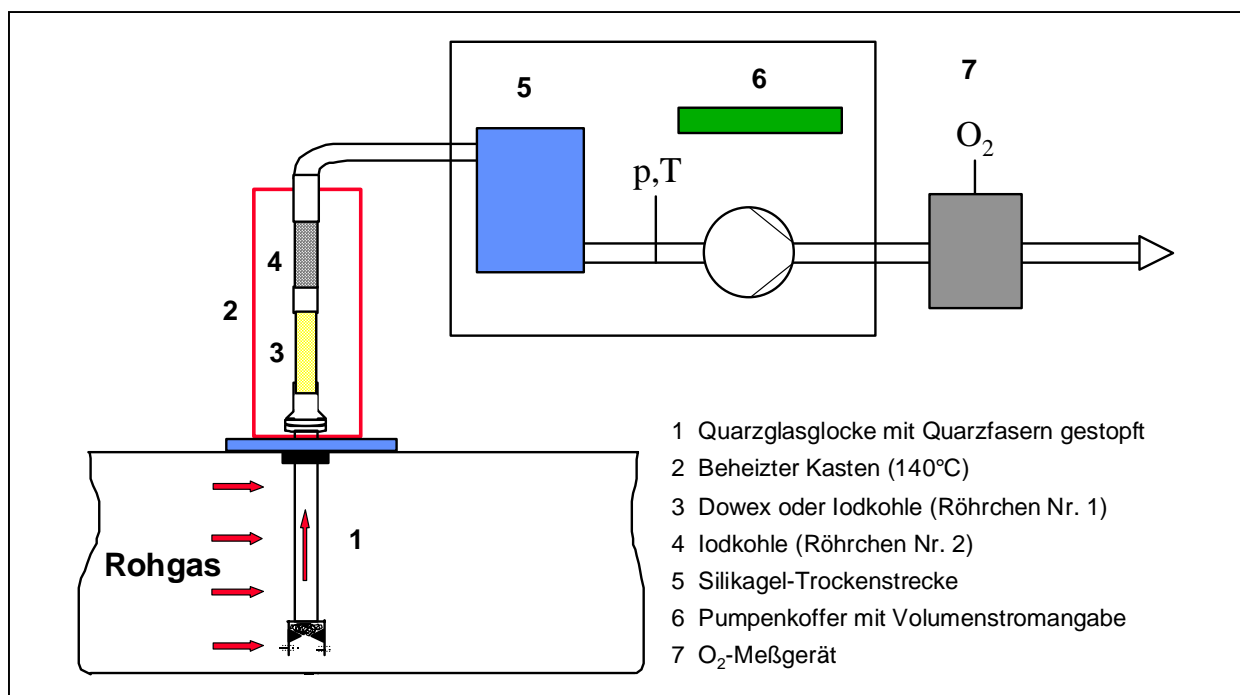 5
6
7
O₂
p,T
4
2
3
1
Rohgas
1 Quarzglasglocke mit Quarzfasern gestopft
2 Beheizter Kasten (140°C)
3 Dowex oder Iodkohle (Röhrchen Nr. 1)
4 Iodkohle (Röhrchen Nr. 2)
5 Silikagel-Trockenstrecke
6 Pumpenkoffer mit Volumenstromangabe
7 O₂-Meßgerät